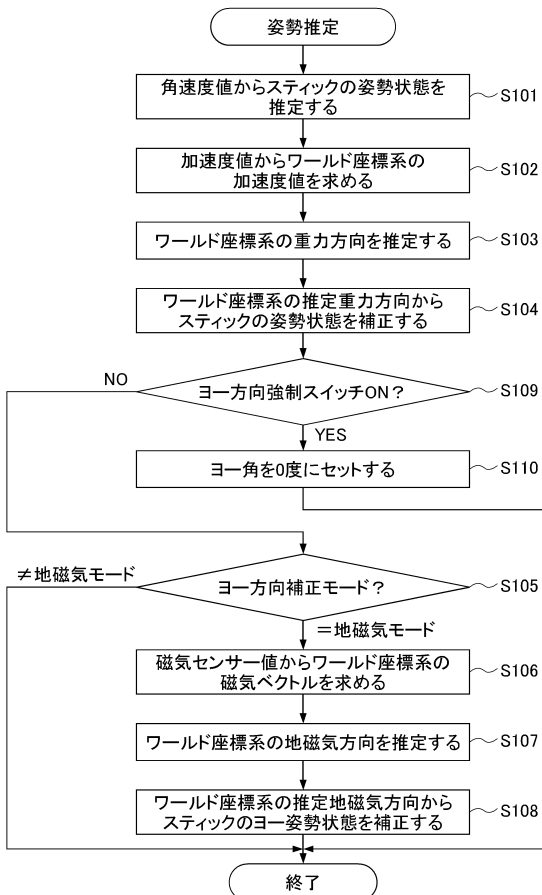 姿勢推定
角速度値からスティックの姿勢状態を
推定する
S101
加速度値からワールド座標系の
加速度値を求める
S102
ワールド座標系の重力方向を推定する
S103
ワールド座標系の推定重力方向から
スティックの姿勢状態を補正する
S104
NO
ヨー方向強制スイッチON？
S109
YES
ヨー角を0度にセットする
S110
≠地磁気モード
ヨー方向補正モード？
S105
＝地磁気モード
磁気センサー値からワールド座標系の
磁気ベクトルを求める
S106
ワールド座標系の地磁気方向を推定する
S107
ワールド座標系の推定地磁気方向から
スティックのヨー姿勢状態を補正する
S108
終了